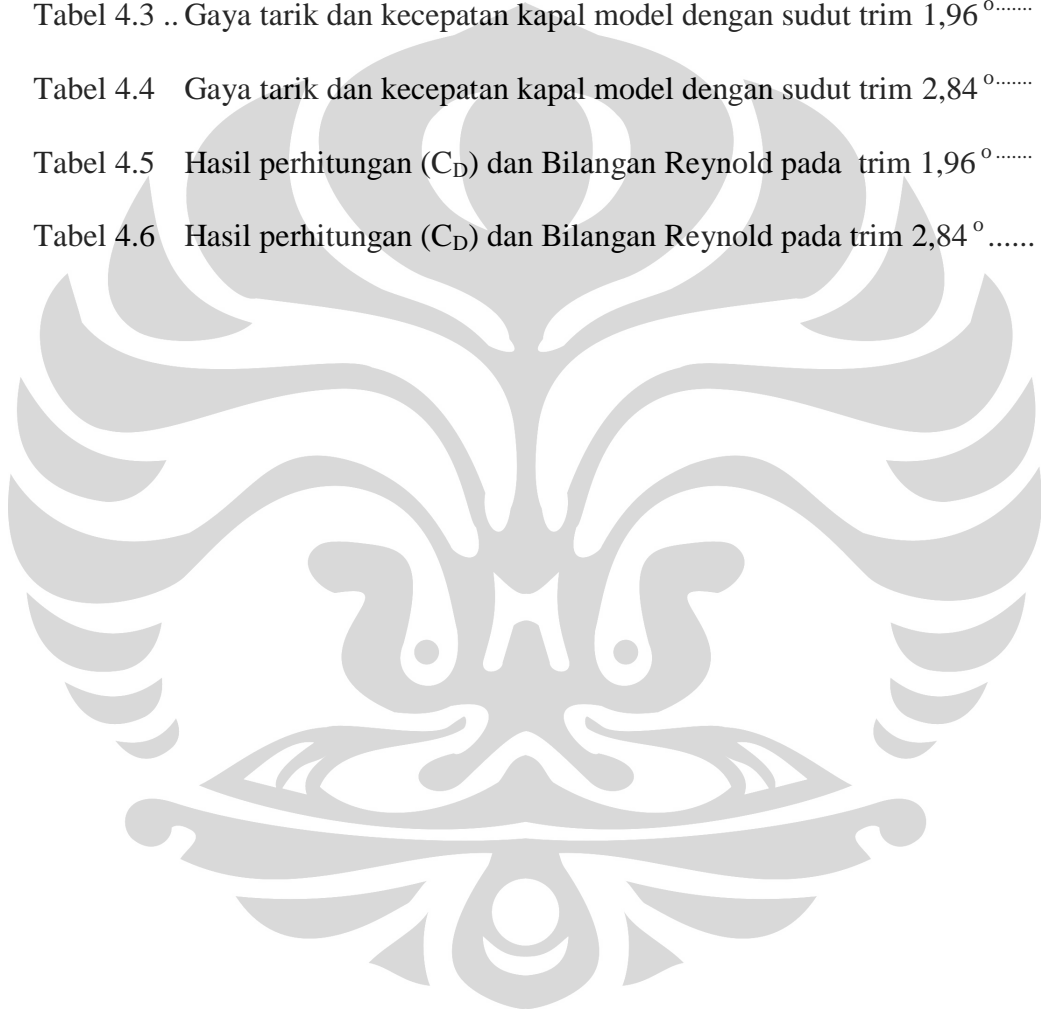 Tabel 4.3 .. Gaya tarik dan kecepatan kapal model dengan sudut trim 1,96 o.......
Tabel 4.4 Gaya tarik dan kecepatan kapal model dengan sudut trim 2,84 o.......
Tabel 4.5 Hasil perhitungan (CD) dan Bilangan Reynold pada trim 1,96 o.......
Tabel 4.6 Hasil perhitungan (CD) dan Bilangan Reynold pada trim 2,84 o ......